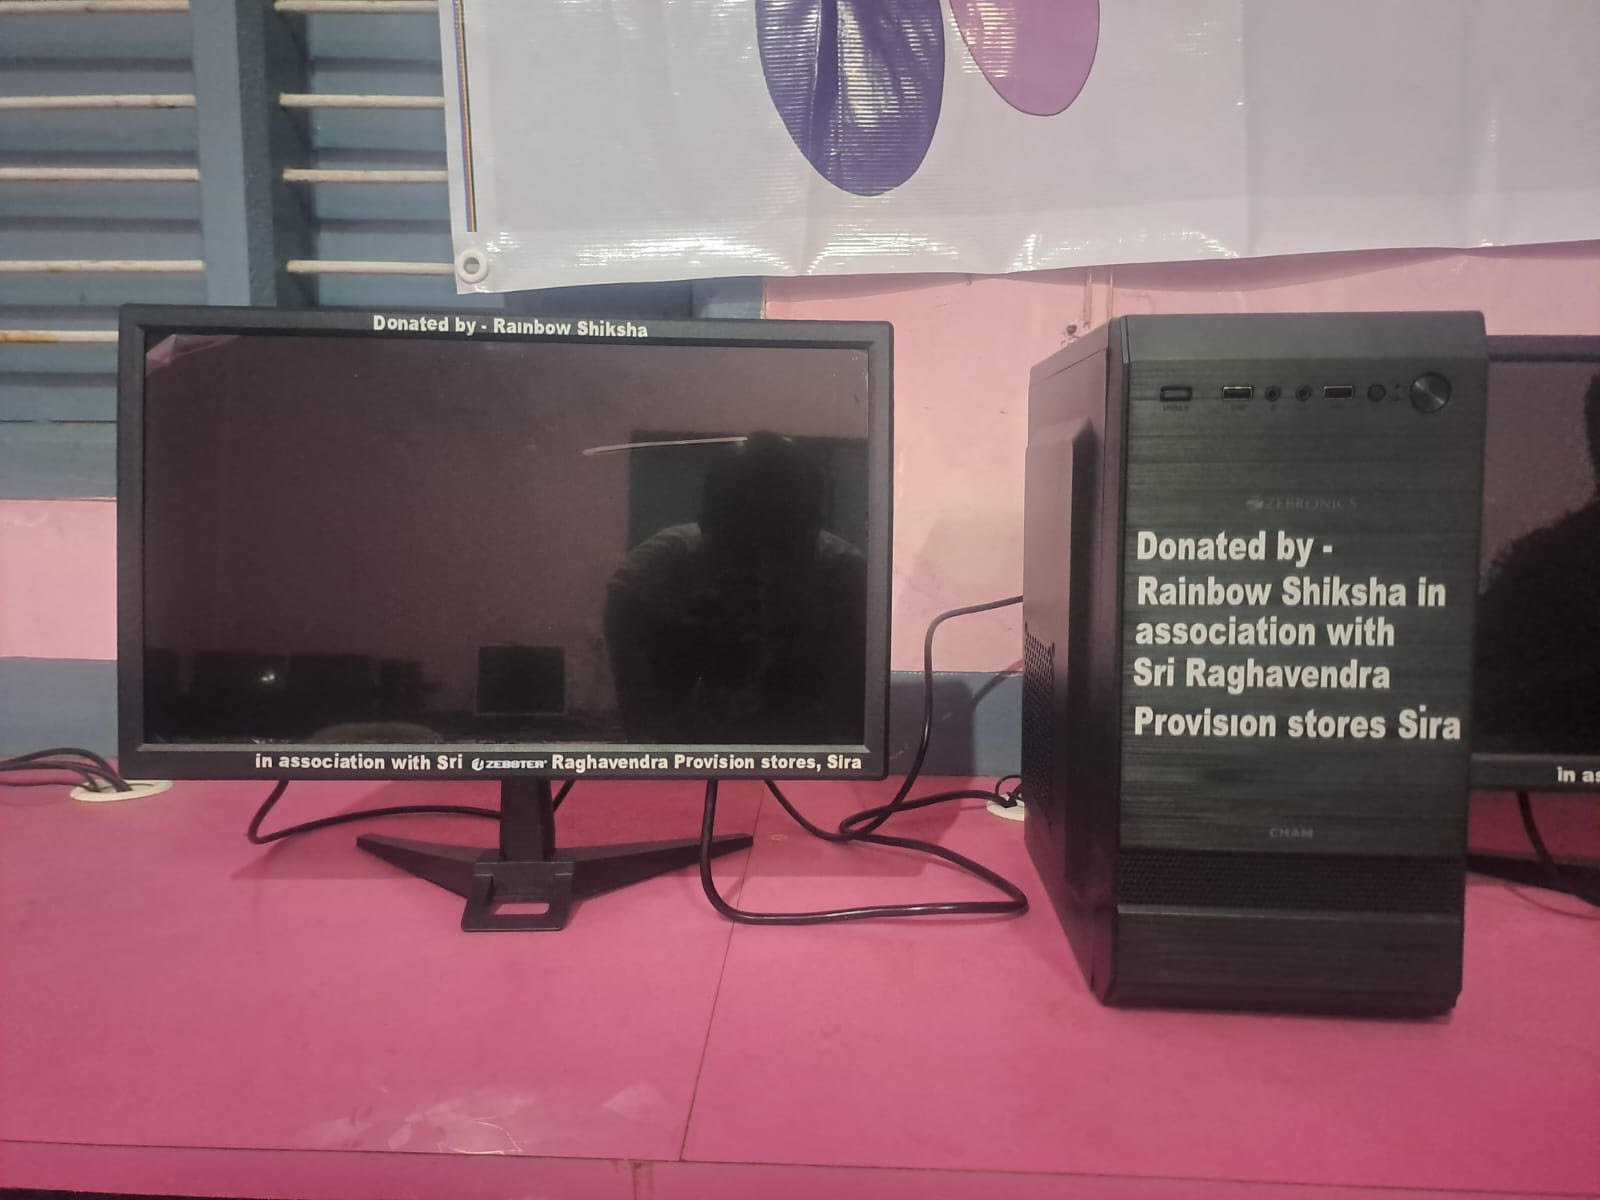 Donated by - Rainbow Shiksha
in association with Sri ZEBSTER Raghavendra Provision stores, Sira
ZEBRONICS
Donated by -
Rainbow Shiksha in
association with
Sri Raghavendra
Provision stores Sira
CHAM
in as